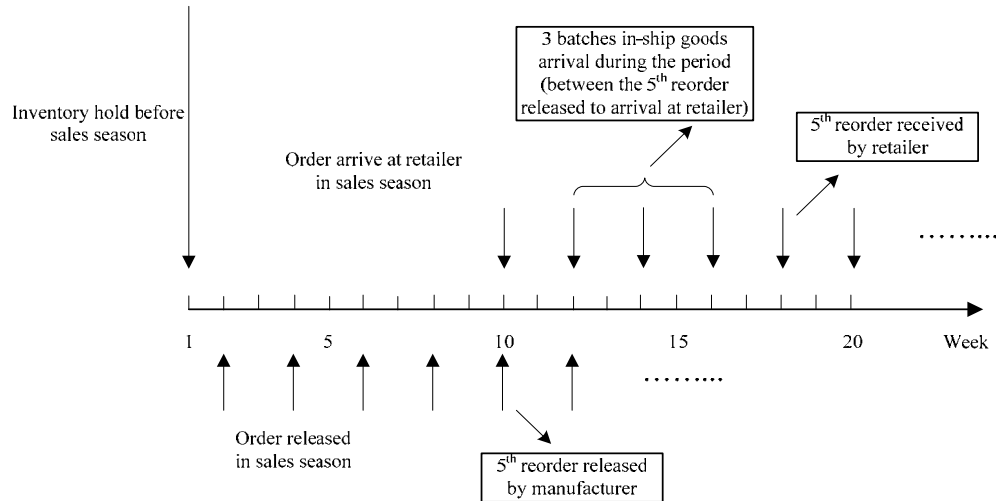 3 batches in-ship goods
arrival during the period
(between the 5th reorder
released to arrival at retailer)
Inventory hold before
sales season
5th reorder received
by retailer
Order arrive at retailer
in sales season
1 5 10 15 20 Week
Order released
in sales season
5th reorder released
by manufacturer